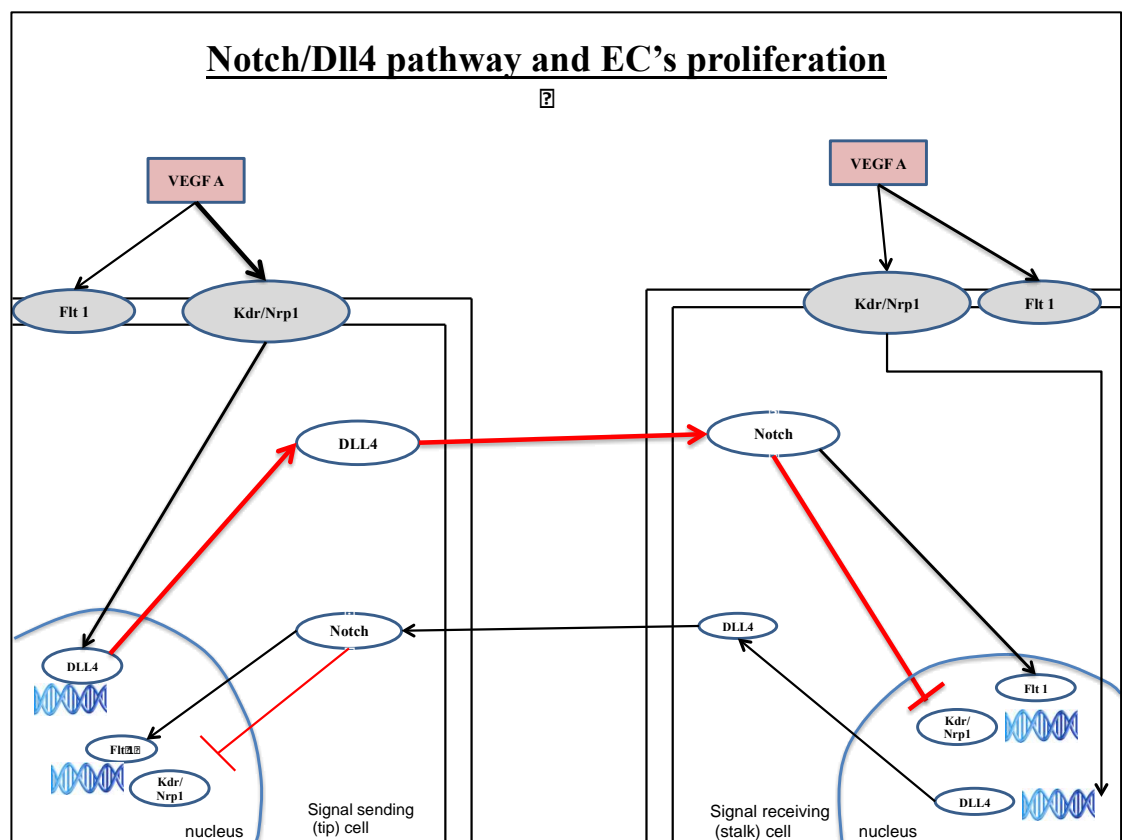 Notch/Dll4 pathway and EC's proliferation
VEGF A
VEGF A
Flt 1
Kdr/Nrp1
Kdr/Nrp1
Flt 1
DLL4
Notch
Notch
DLL4
DLL4
Flt 1
Flt 1
Kdr/
Nrp1
Kdr/
Nrp1
DLL4
Signal sending
(tip) cell
nucleus
Signal receiving
(stalk) cell
nucleus